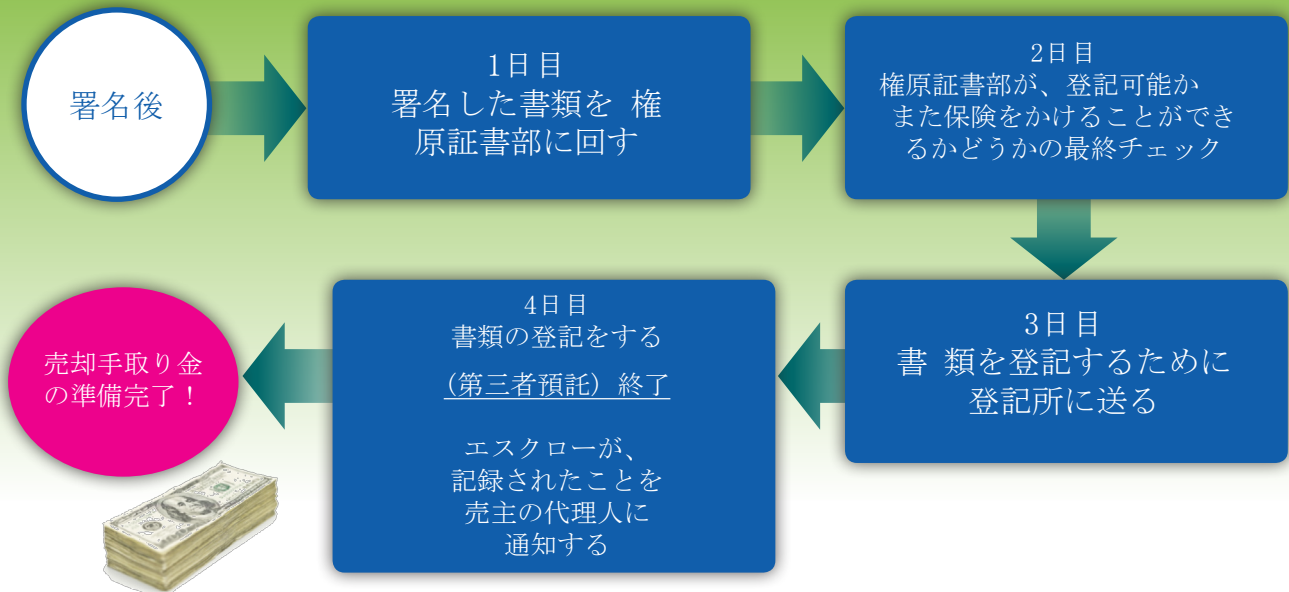 署名後
1日目
署名した書類を 権
原証書部に回す
2日目
権原証書部が、登記可能か
また保険をかけることができ
るかどうかの最終チェック
3日目
書 類を登記するために
登記所に送る
4日目
書類の登記をする
(第三者預託) 終了
エスクローが、
記録されたことを
売主の代理人に
通知する
売却手取り金
の準備完了！